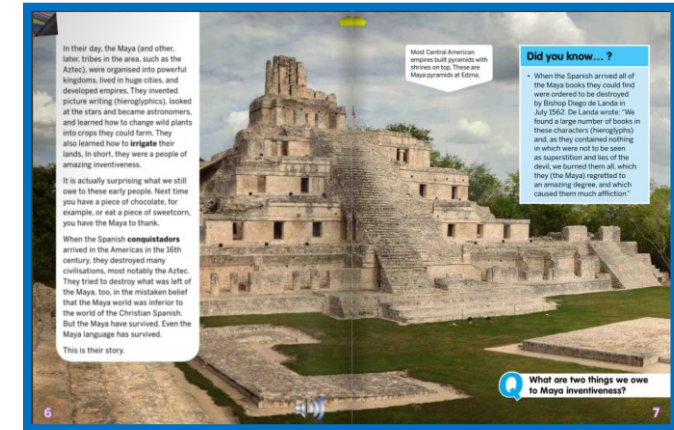 In their day, the Maya (and other,
later, tribes in the area, such as the
Aztec), were organised into powerful
kingdoms, lived in huge cities, and
developed empires. They invented
picture writing (hieroglyphics), looked
at the stars and became astronomers,
and learned how to change wild plants
into crops they could farm. They
also learned how to irrigate their
lands. In short, they were a people of
amazing inventiveness.
It is actually surprising what we still
owe to these early people. Next time
you have a piece of chocolate, for
example, or eat a piece of sweetcorn,
you have the Maya to thank.
When the Spanish conquistadors
arrived in the Americas in the 16th
century, they destroyed many
civilisations, most notably the Aztec.
They tried to destroy what was left of
the Maya, too, in the mistaken belief
that the Maya world was inferior to
the world of the Christian Spanish.
But the Maya have survived. Even the
Maya language has survived.
This is their story.
6
Most Central American
empires built pyramids with
shrines on top. These are
Maya pyramids at Edzna.
Did you know... ?
• When the Spanish arrived all of
the Maya books they could find
were ordered to be destroyed
by Bishop Diego de Landa in
July 1562. De Landa wrote: "We
found a large number of books in
these characters (hieroglyphs)
and, as they contained nothing
in which were not to be seen
as superstition and lies of the
devil, we burned them all, which
they (the Maya) regretted to
an amazing degree, and which
caused them much affliction."
Q What are two things we owe
to Maya inventiveness?
7